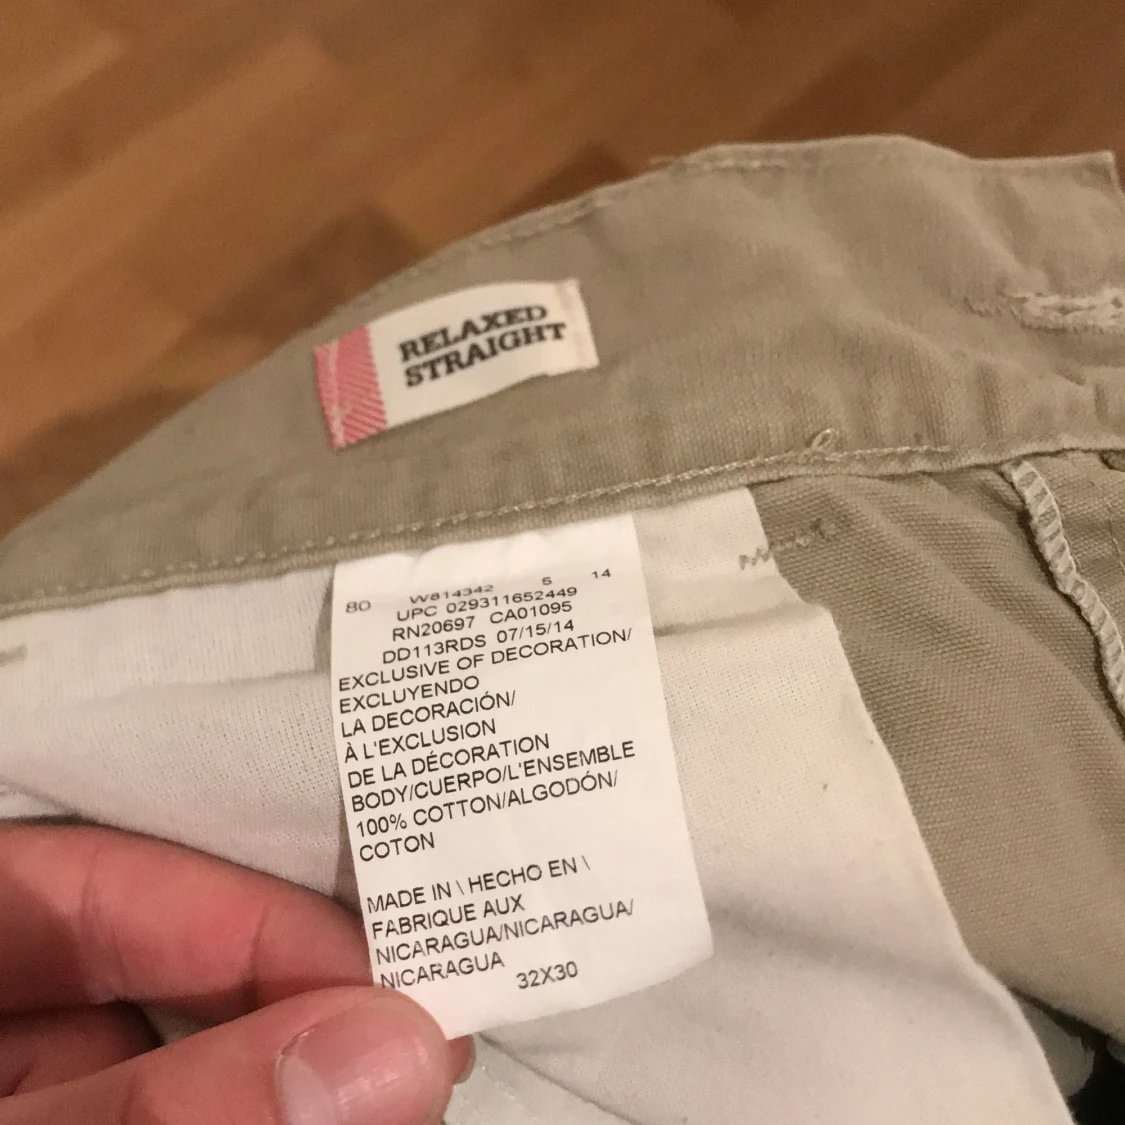 RELAXED
STRAIGHT
80 W814342 5 14
UPC 029311652449
RN20697 CA01095
DD113RDS 07/15/14
EXCLUSIVE OF DECORATION/
EXCLUYENDO
LA DECORACIÓN/
À L'EXCLUSION
DE LA DÉCORATION
BODY/CUERPO/L'ENSEMBLE
100% COTTON/ALGODÓN/
COTON
MADE IN \ HECHO EN \
FABRIQUE AUX
NICARAGUA/NICARAGUA/
NICARAGUA
32X30